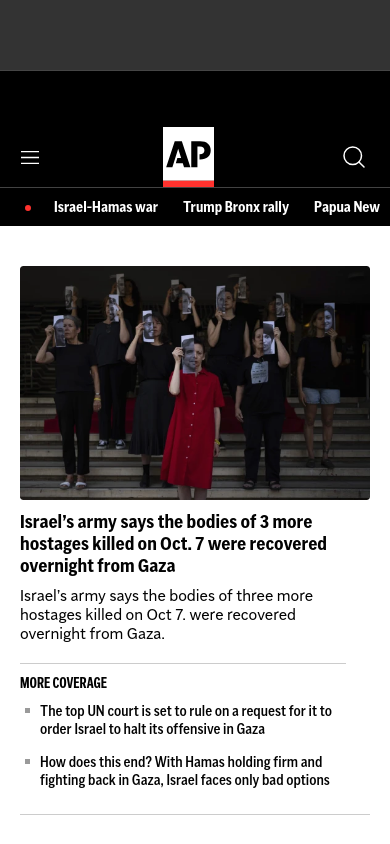 AP
Israel-Hamas war
Trump Bronx rally
Papua New
Israel’s army says the bodies of 3 more
hostages killed on Oct. 7 were recovered
overnight from Gaza
Israel’s army says the bodies of three more
hostages killed on Oct 7. were recovered
overnight from Gaza.
MORE COVERAGE
The top UN court is set to rule on a request for it to
order Israel to halt its offensive in Gaza
How does this end? With Hamas holding firm and
fighting back in Gaza, Israel faces only bad options